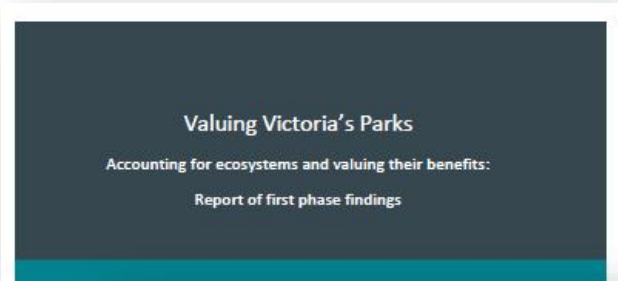 Valuing Victoria’s Parks
Accounting for ecosystems and valuing their benefits:
Report of first phase findings